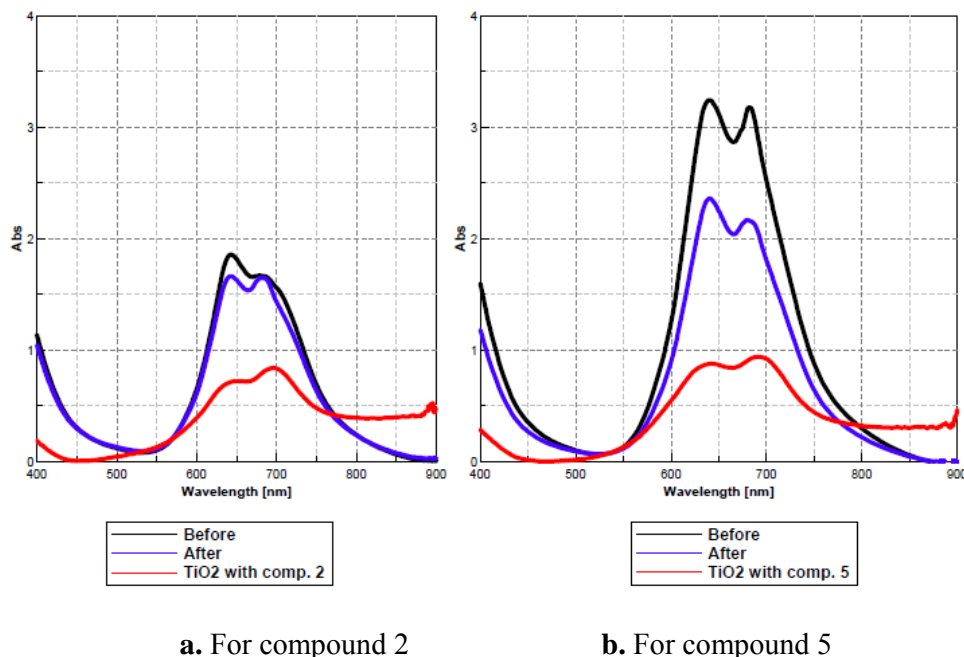 4
3
2
1
0
Abs
400 500 600 700 800 900
Wavelength [nm]
Before
After
TiO2 with comp. 2
a. For compound 2
4
3
2
1
0
Abs
400 500 600 700 800 900
Wavelength [nm]
Before
After
TiO2 with comp. 5
b. For compound 5